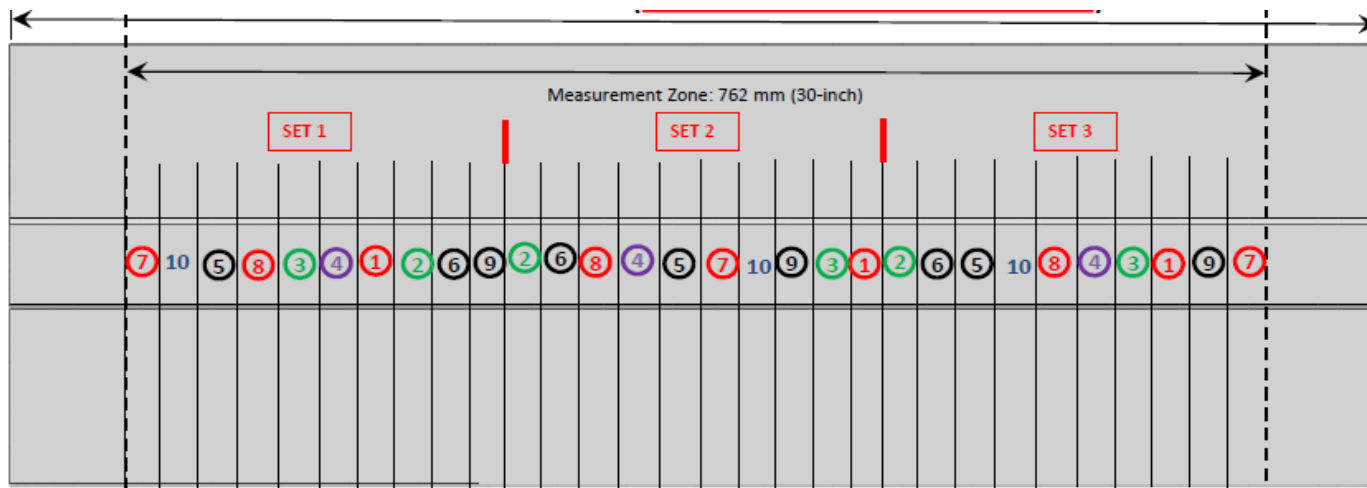 Measurement Zone: 762 mm (30-inch)
SET 1 SET 2 SET 3
7 10 5 8 3 4 1 2 6 9 2 6 8 4 5 7 10 9 3 1 2 6 5 10 8 4 3 1 9 7